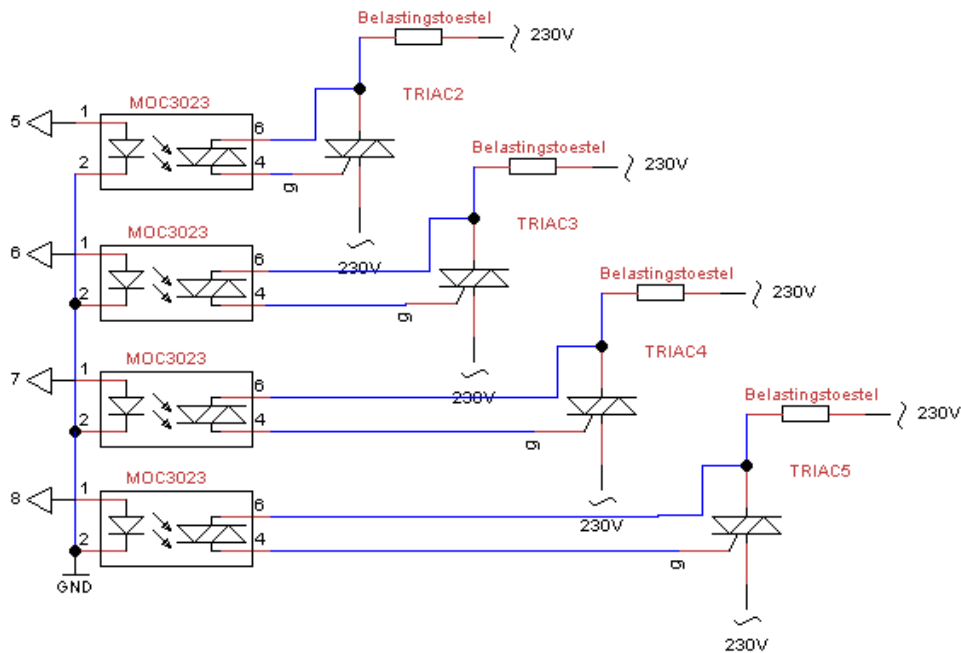 Belastingstoestel
230V
TRIAC2
MOC3023
5
1
2
6
4
g
230V
Belastingstoestel
230V
TRIAC3
MOC3023
6
1
2
6
4
g
230V
Belastingstoestel
230V
TRIAC4
MOC3023
7
1
2
6
4
g
230V
Belastingstoestel
230V
TRIAC5
MOC3023
8
1
2
6
4
g
GND
230V